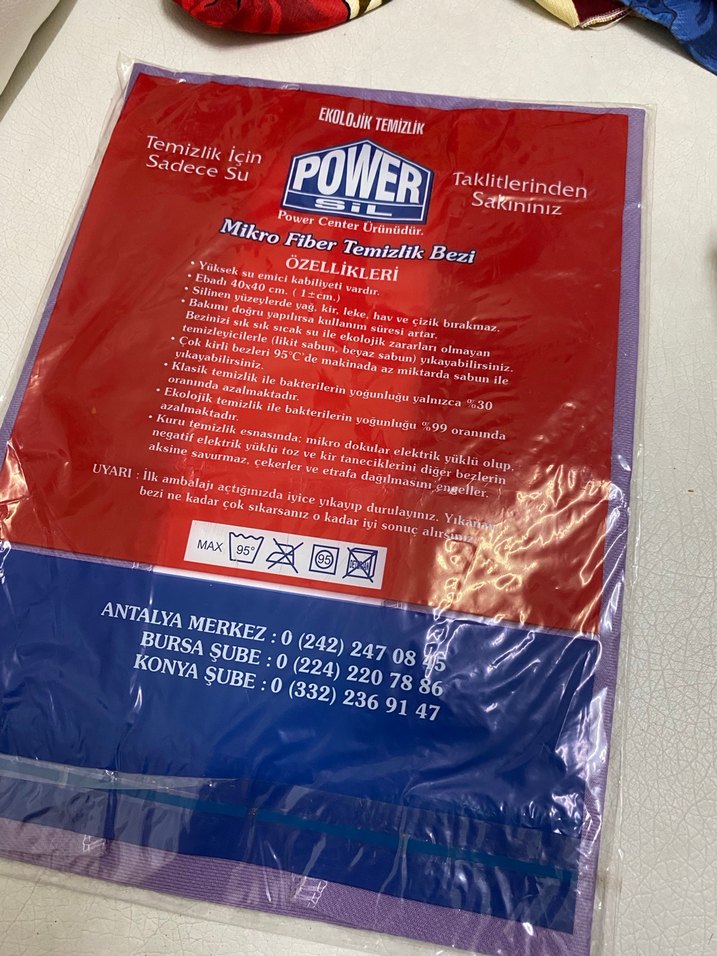 EKOLOJİK TEMİZLİK
Temizlik İçin
Sadece Su
POWER
SİL
Taklitlerinden
Sakınınız
Power Center Ürünüdür.
Mikro Fiber Temizlik Bezi
ÖZELLİKLERİ
• Yüksek su emici kabiliyeti vardır.
• Ebadı 40x40 cm. ( 1±cm.)
• Silinen yüzeylerde yağ, kir, leke, hav ve çizik bırakmaz.
• Bakımı doğru yapılırsa kullanım süresi artar.
Bezinizi sık sık sıcak su ile ekolojik zararları olmayan
temizleyicilerle (likit sabun, beyaz sabun) yıkayabilirsiniz.
• Çok kirli bezleri 95°C'de makinada az miktarda sabun ile
yıkayabilirsiniz.
• Klasik temizlik ile bakterilerin yoğunluğu yalnızca %30
oranında azalmaktadır.
• Ekolojik temizlik ile bakterilerin yoğunluğu %99 oranında
azalmaktadır.
• Kuru temizlik esnasında; mikro dokular elektrik yüklü olup.
negatif elektrik yüklü toz ve kir taneciklerini diğer bezlerin
aksine savurmaz, çekerler ve etrafa dağılmasını engeller.
UYARI : İlk ambalajı açtığınızda iyice yıkayıp durulayınız. Yıkanan
bezi ne kadar çok sıkarsanız o kadar iyi sonuç alırsınız.
MAX 95° 95
ANTALYA MERKEZ : 0 (242) 247 08 45
BURSA ŞUBE : 0 (224) 220 78 86
KONYA ŞUBE : 0 (332) 236 91 47